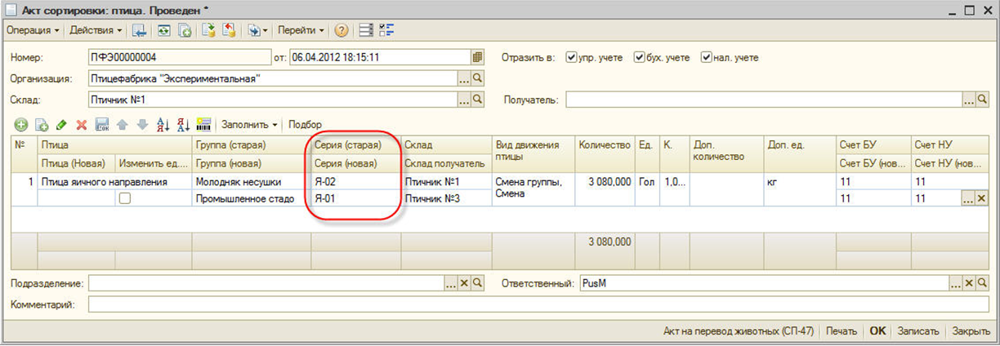 Акт сортировки: птица. Проведен *
Операция Действия Перейти
Номер: ПФЭ00000004 от: 06.04.2012 18:15:11 Отразить в: упр. учете бух. учете нал. учете
Организация: Птицефабрика "Экспериментальная"
Склад: Птичник №1 Получатель:
Заполнить Подбор
№ Птица Группа (старая) Серия (старая) Склад Вид движения птицы Количество Ед. К. Доп. количество Доп. ед. Счет БУ Счет НУ
Птица (Новая) Изменить ед.... Группа (новая) Серия (новая) Склад получатель Счет БУ (нов... Счет НУ (нов...
1 Птица яичного направления Молодняк несушки Я-02 Птичник №1 Смена группы, Смена 3 080,000 Гол 1,0... кг 11 11
Промышленное стадо Я-01 Птичник №3 11 11
3 080,000
Подразделение: Ответственный: PusM
Комментарий:
Акт на перевод животных (СП-47) Печать OK Записать Закрыть